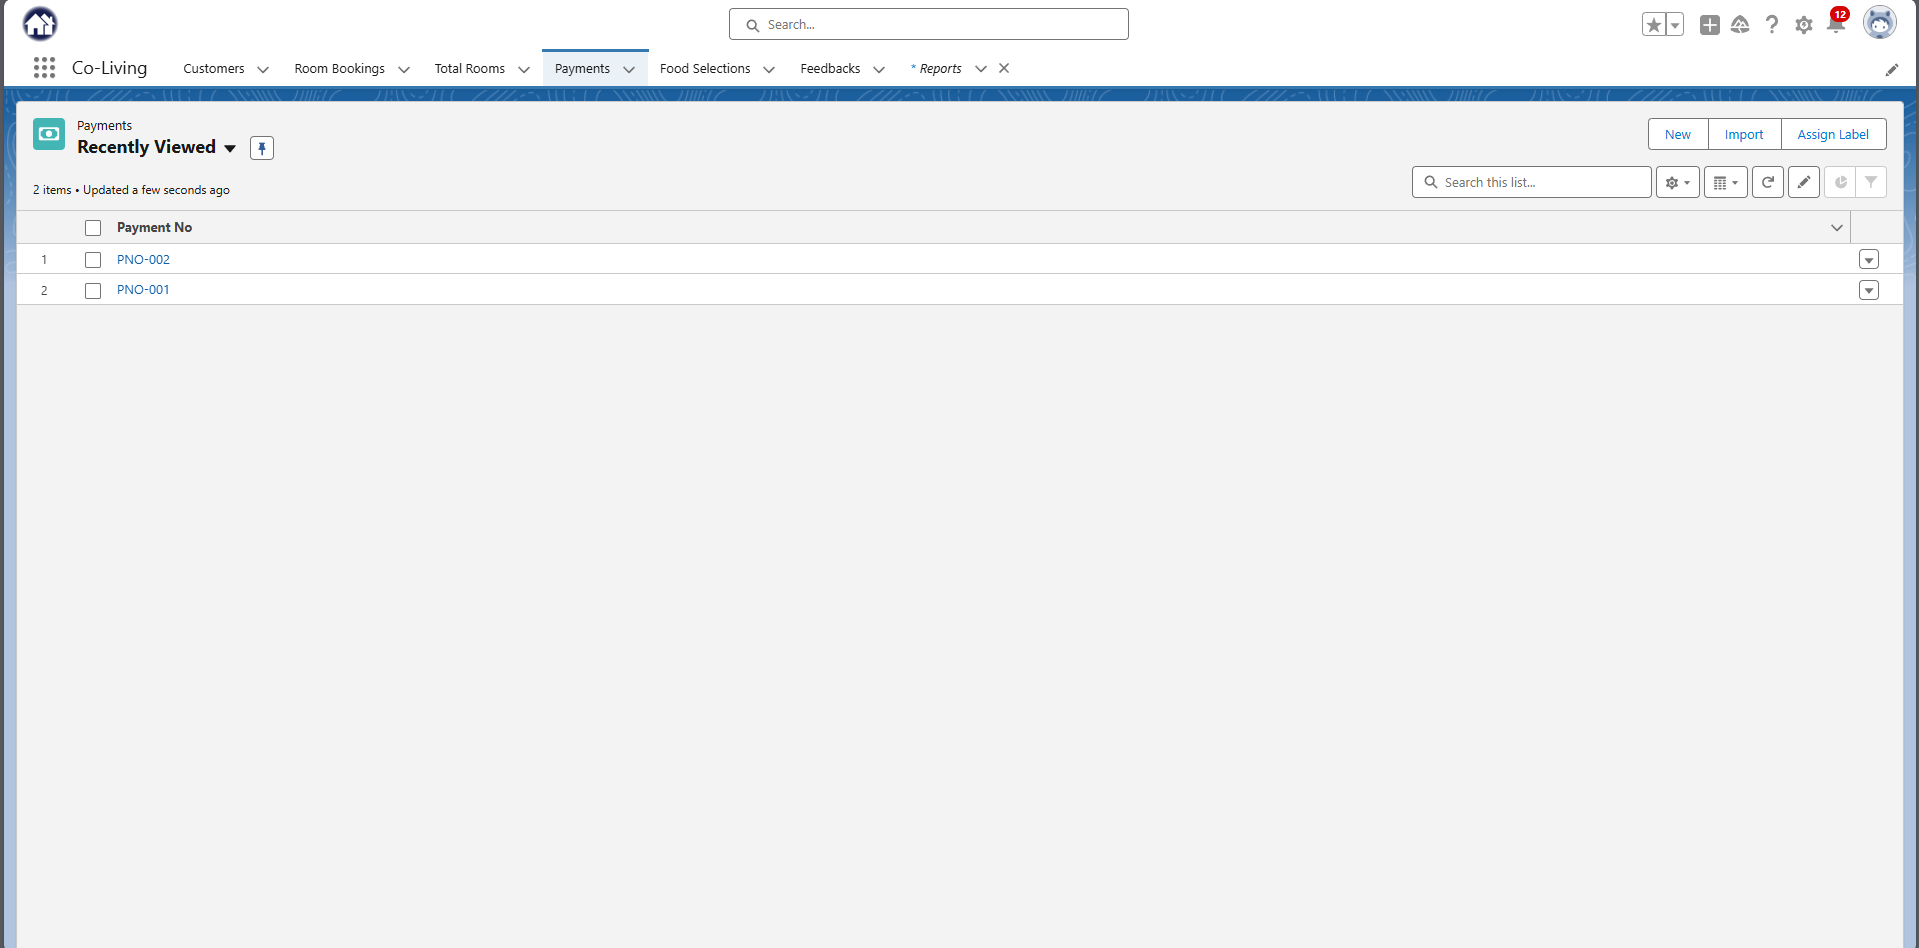 Search...
12
Co-Living
Customers
Room Bookings
Total Rooms
Payments
Food Selections
Feedbacks
* Reports
Payments
Recently Viewed
New
Import
Assign Label
2 items • Updated a few seconds ago
Search this list...
Payment No
1 PNO-002
2 PNO-001